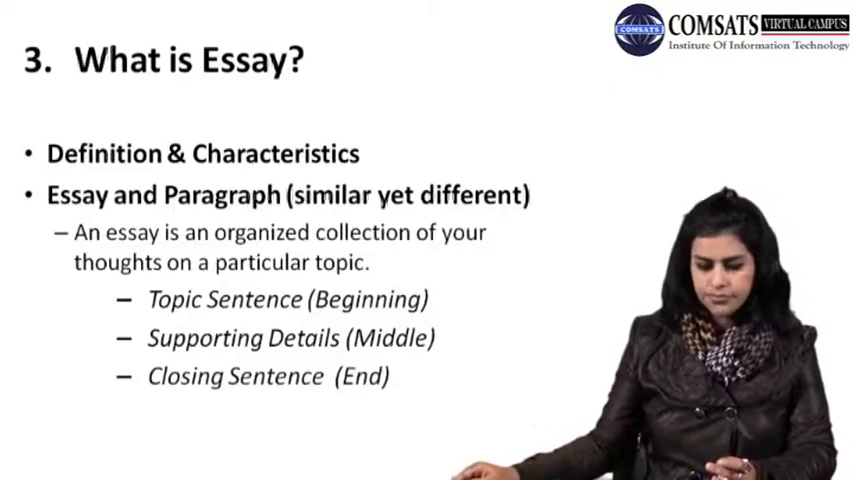 COMSATS VIRTUAL CAMPUS
COMSATS
Institute Of Information Technology
3. What is Essay?
• Definition & Characteristics
• Essay and Paragraph (similar yet different)
– An essay is an organized collection of your
thoughts on a particular topic.
– Topic Sentence (Beginning)
– Supporting Details (Middle)
– Closing Sentence (End)